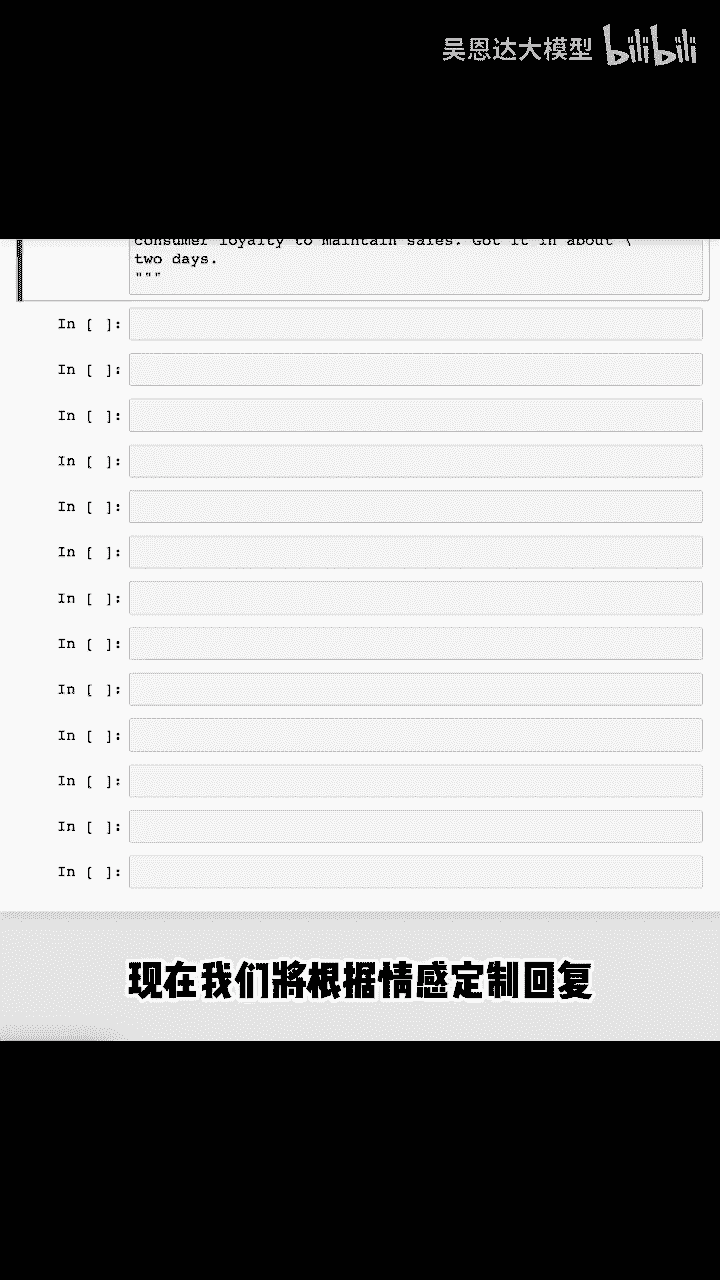 吴恩达大模型 bilibili
consumer loyalty to maintain sales. Got it in about \
two days.
"""
In [ ]:
In [ ]:
In [ ]:
In [ ]:
In [ ]:
In [ ]:
In [ ]:
In [ ]:
In [ ]:
In [ ]:
In [ ]:
In [ ]:
In [ ]:
现在我们將根据情感定制回复